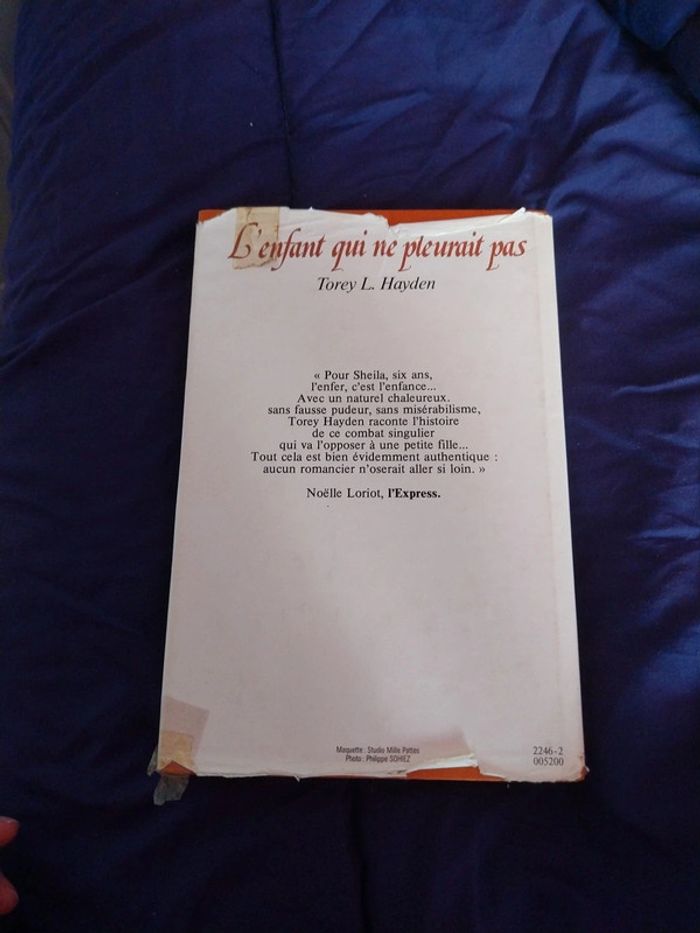 L'enfant qui ne pleurait pas
Torey L. Hayden
« Pour Sheila, six ans,
l'enfer, c'est l'enfance...
Avec un naturel chaleureux.
sans fausse pudeur, sans misérabilisme,
Torey Hayden raconte l'histoire
de ce combat singulier
qui va l'opposer à une petite fille...
Tout cela est bien évidemment authentique :
aucun romancier n'oserait aller si loin. »
Noëlle Loriot, l'Express.
Maquette : Studio Mille Pattes
Photo : Philippe SOHIEZ
2246-2
005200